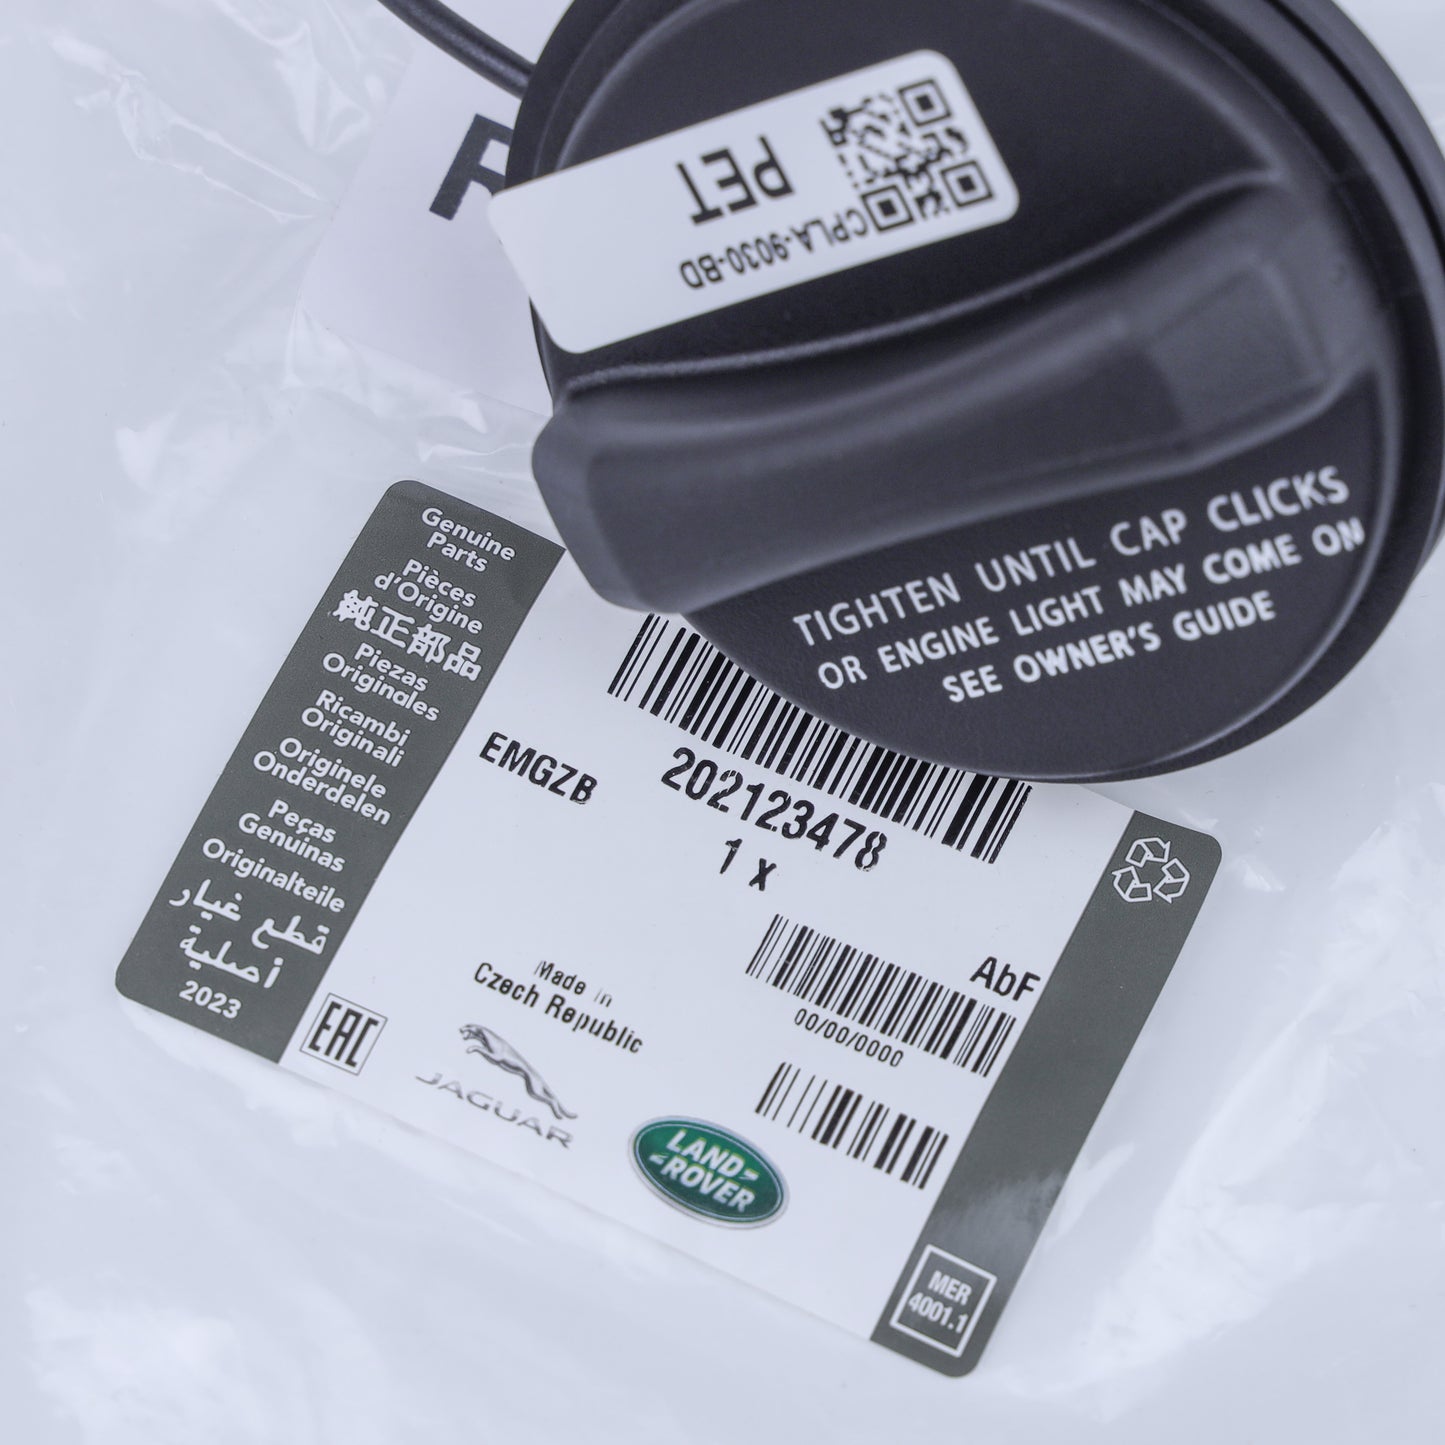 CPLA-9030-BD
PET
TIGHTEN UNTIL CAP CLICKS
OR ENGINE LIGHT MAY COME ON
SEE OWNER'S GUIDE
Genuine
Parts
Pièces
d'Origine
純正部品
Piezas
Originales
Ricambi
Originali
Originele
Onderdelen
Peças
Genuinas
Originalteile
قطع غيار
أصلية
2023
EAC
EMGZB
202123478
1 x
Made in
Czech Republic
JAGUAR
LAND
ROVER
AbF
00/00/0000
MER
4001.1